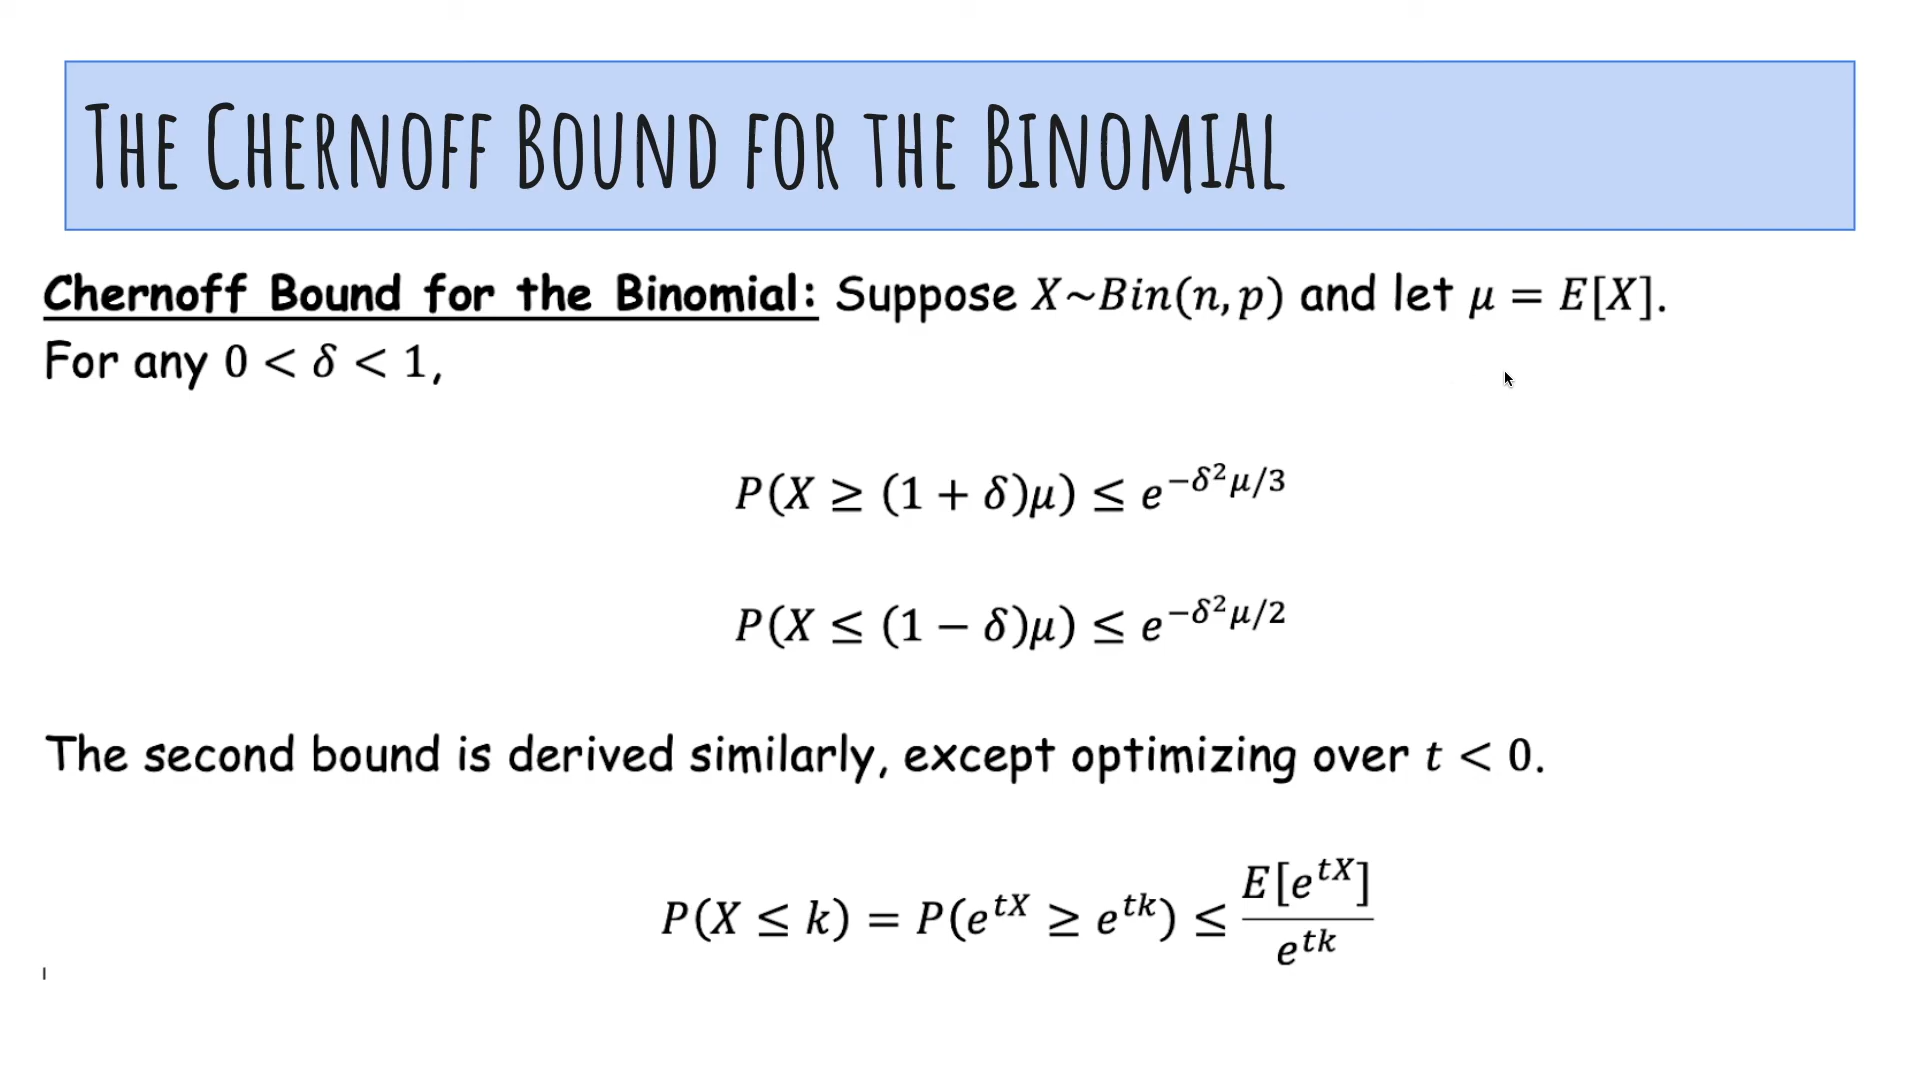 THE CHERNOFF BOUND FOR THE BINOMIAL
Chernoff Bound for the Binomial: Suppose X~Bin(n, p) and let μ = E[X].
For any 0 < δ < 1,
P(X ≥ (1 + δ)μ) ≤ e^{−δ²μ/3}
P(X ≤ (1 − δ)μ) ≤ e^{−δ²μ/2}
The second bound is derived similarly, except optimizing over t < 0.
P(X ≤ k) = P(e^{tX} ≥ e^{tk}) ≤ E[e^{tX}] / e^{tk}